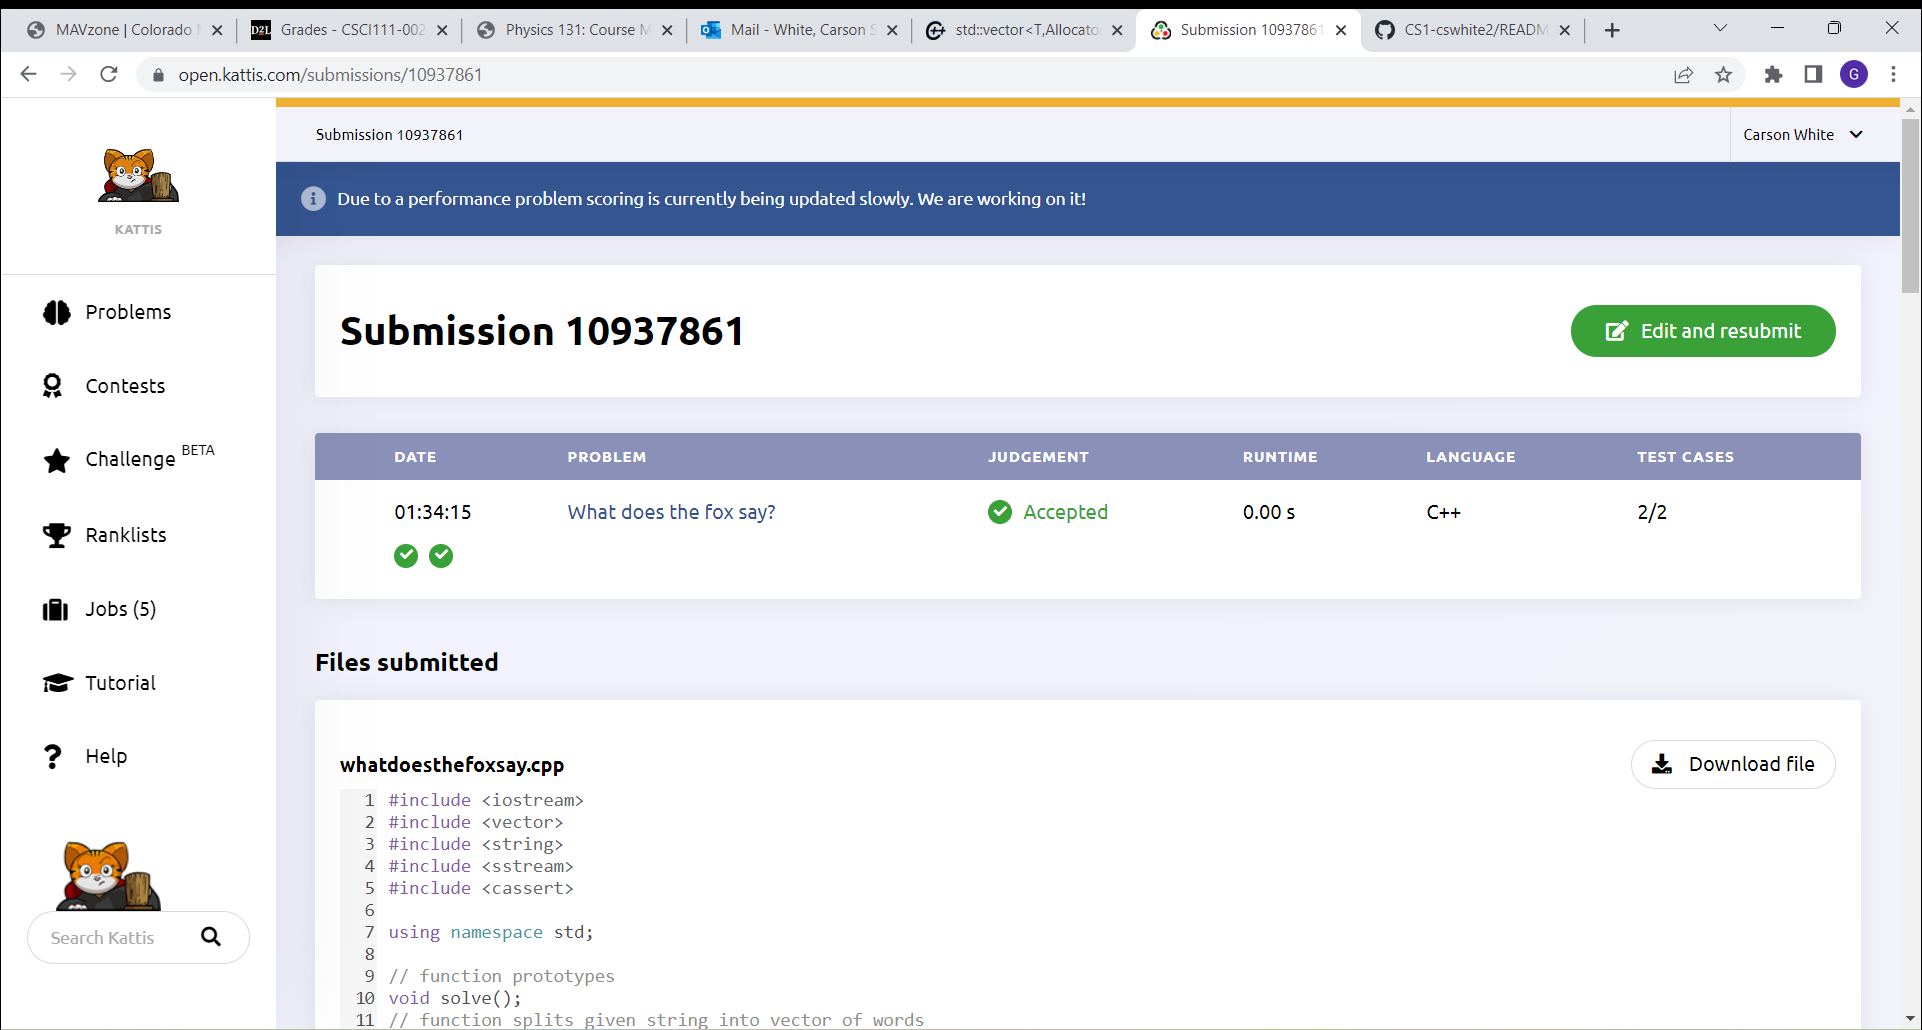 MAVzone | Colorado
Grades - CSCI111-002
Physics 131: Course M
Mail - White, Carson S
std::vector<T,Allocato
Submission 10937861
CS1-cswhite2/READM
open.kattis.com/submissions/10937861
G
Submission 10937861
Carson White
KATTIS
Due to a performance problem scoring is currently being updated slowly. We are working on it!
Problems
Contests
Challenge BETA
Ranklists
Jobs (5)
Tutorial
Help
Search Kattis
Submission 10937861
Edit and resubmit
DATE PROBLEM JUDGEMENT RUNTIME LANGUAGE TEST CASES
01:34:15 What does the fox say? Accepted 0.00 s C++ 2/2
Files submitted
whatdoesthefoxsay.cpp
Download file
1 #include <iostream>
2 #include <vector>
3 #include <string>
4 #include <sstream>
5 #include <cassert>
6
7 using namespace std;
8
9 // function prototypes
10 void solve();
11 // function splits given string into vector of words